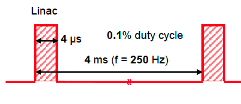 Linac
4 µs
0.1% duty cycle
4 ms (f = 250 Hz)